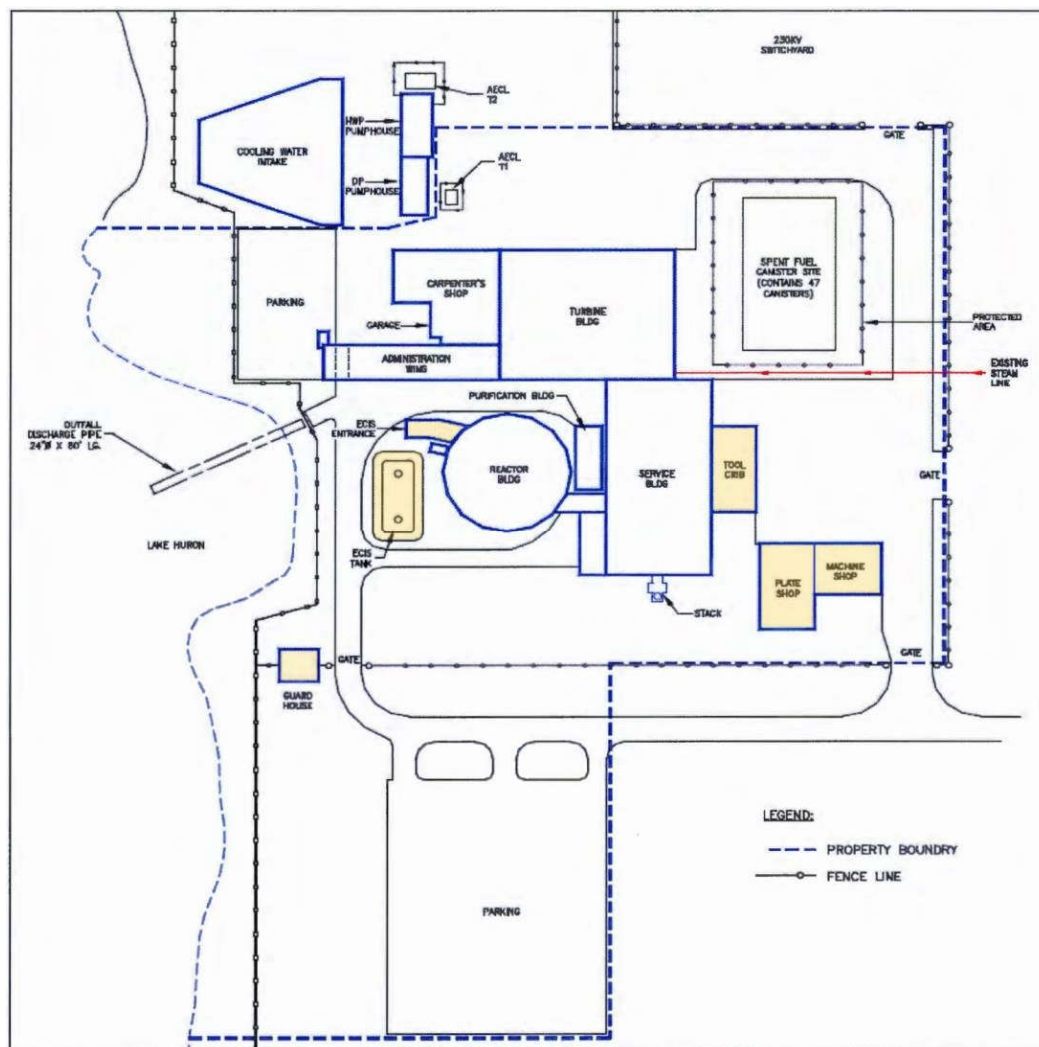 230KV
SWITCHYARD
AECL
T2
HWP
PUMPHOUSE
COOLING WATER
INTAKE
GATE
AECL
T1
DP
PUMPHOUSE
SPENT FUEL
CANISTER SITE
(CONTAINS 47
CANISTERS)
CARPENTER'S
SHOP
PARKING
TURBINE
BLDG
GARAGE
PROTECTED
AREA
ADMINISTRATION
WING
EXISTING
STEAM
LINE
PURIFICATION BLDG
ECIS
ENTRANCE
OUTFALL
DISCHARGE PIPE
24"Ø X 80' LG.
REACTOR
BLDG
SERVICE
BLDG
TOOL
CRIB
GATE
LAKE HURON
ECIS
TANK
MACHINE
SHOP
PLATE
SHOP
STACK
GATE
GATE
GUARD
HOUSE
LEGEND:
PROPERTY BOUNDRY
FENCE LINE
PARKING